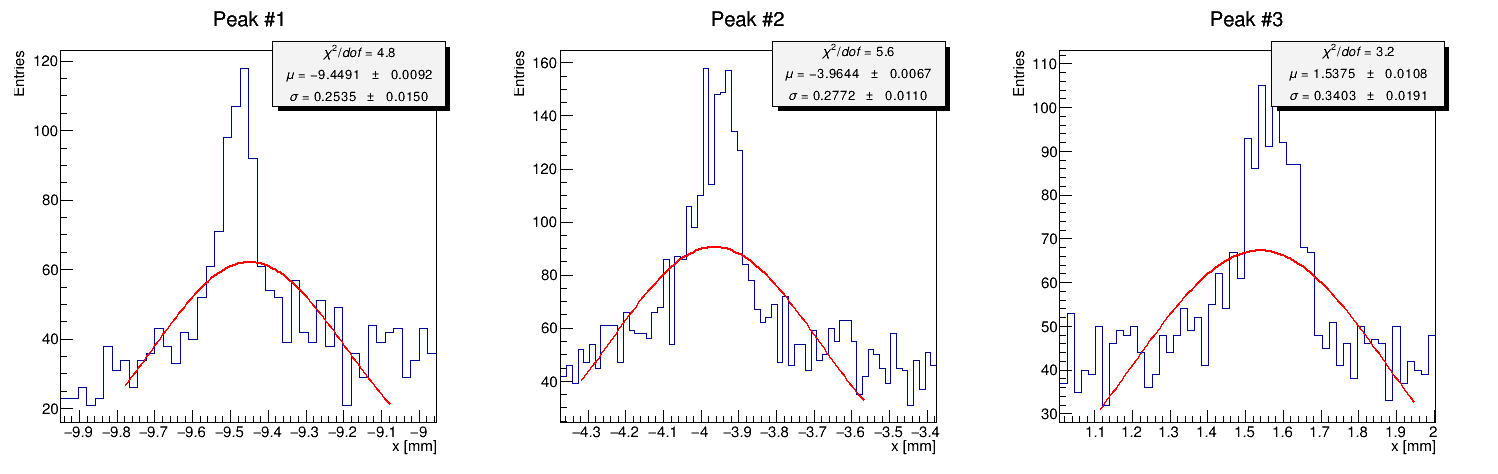 Peak #1
Entries
χ²/dof = 4.8
μ = −9.4491 ± 0.0092
σ = 0.2535 ± 0.0150
120
100
80
60
40
20
−9.9 −9.8 −9.7 −9.6 −9.5 −9.4 −9.3 −9.2 −9.1 −9
x [mm]
Peak #2
Entries
χ²/dof = 5.6
μ = −3.9644 ± 0.0067
σ = 0.2772 ± 0.0110
160
140
120
100
80
60
40
−4.3 −4.2 −4.1 −4 −3.9 −3.8 −3.7 −3.6 −3.5 −3.4
x [mm]
Peak #3
Entries
χ²/dof = 3.2
μ = 1.5375 ± 0.0108
σ = 0.3403 ± 0.0191
110
100
90
80
70
60
50
40
30
1.1 1.2 1.3 1.4 1.5 1.6 1.7 1.8 1.9 2
x [mm]